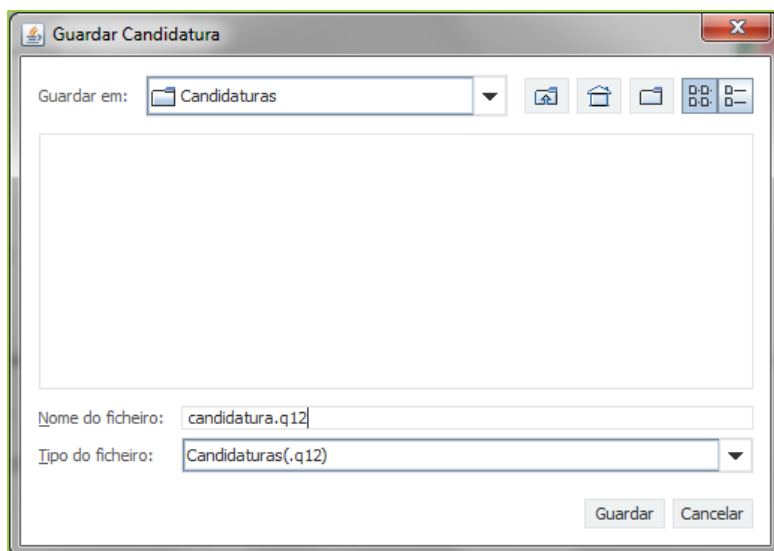 Guardar Candidatura
Guardar em: Candidaturas
Nome do ficheiro: candidatura.q12
Tipo do ficheiro: Candidaturas(.q12)
Guardar Cancelar